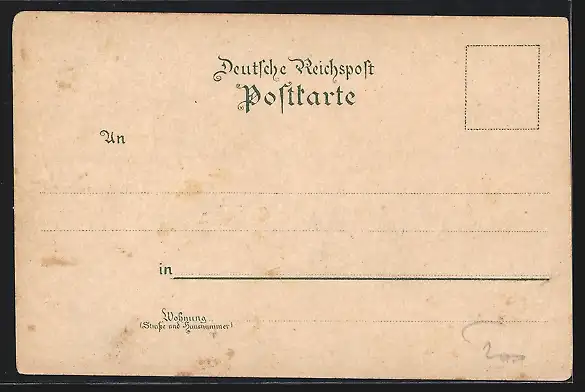 Deutsche Reichspost
Postkarte
An
in
Wohnung
(Straße und Hausnummer)